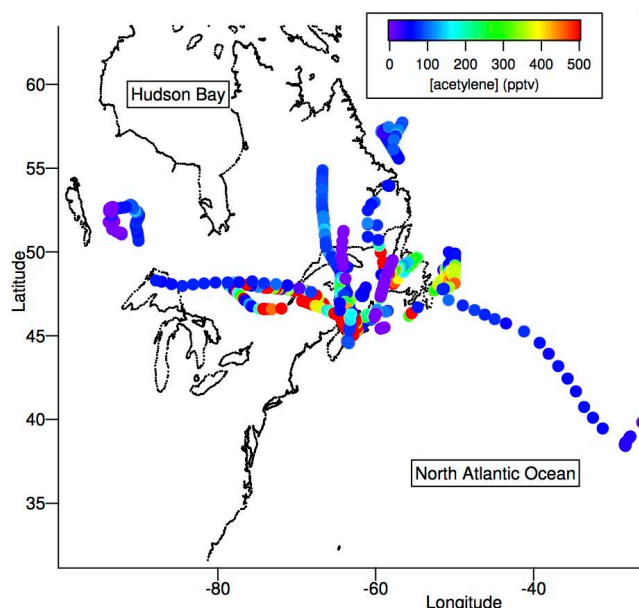 0 100 200 300 400 500
[acetylene] (pptv)
60
Hudson Bay
55
50
Latitude
45
40
North Atlantic Ocean
35
-80 -60 -40
Longitude